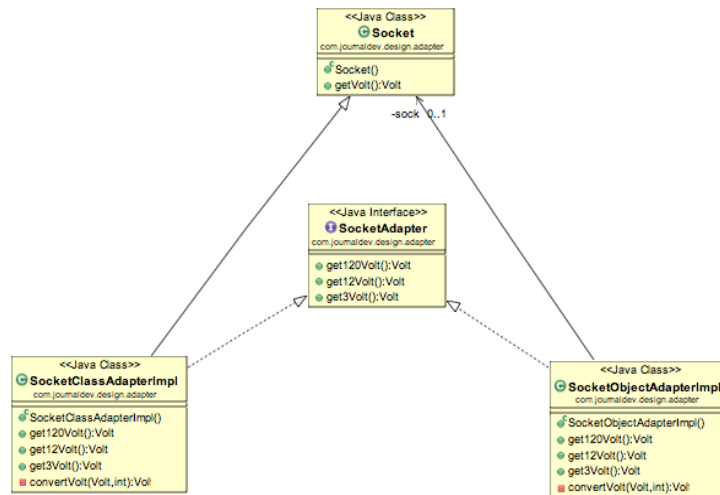 <<Java Class>>
Socket
com.journaldev.design.adapter
Socket()
getVolt():Volt
-sock 0..1
<<Java Interface>>
SocketAdapter
com.journaldev.design.adapter
get120Volt():Volt
get12Volt():Volt
get3Volt():Volt
<<Java Class>>
SocketClassAdapterImpl
com.journaldev.design.adapter
SocketClassAdapterImpl()
get120Volt():Volt
get12Volt():Volt
get3Volt():Volt
convertVolt(Volt,int):Volt
<<Java Class>>
SocketObjectAdapterImpl
com.journaldev.design.adapter
SocketObjectAdapterImpl()
get120Volt():Volt
get12Volt():Volt
get3Volt():Volt
convertVolt(Volt,int):Volt